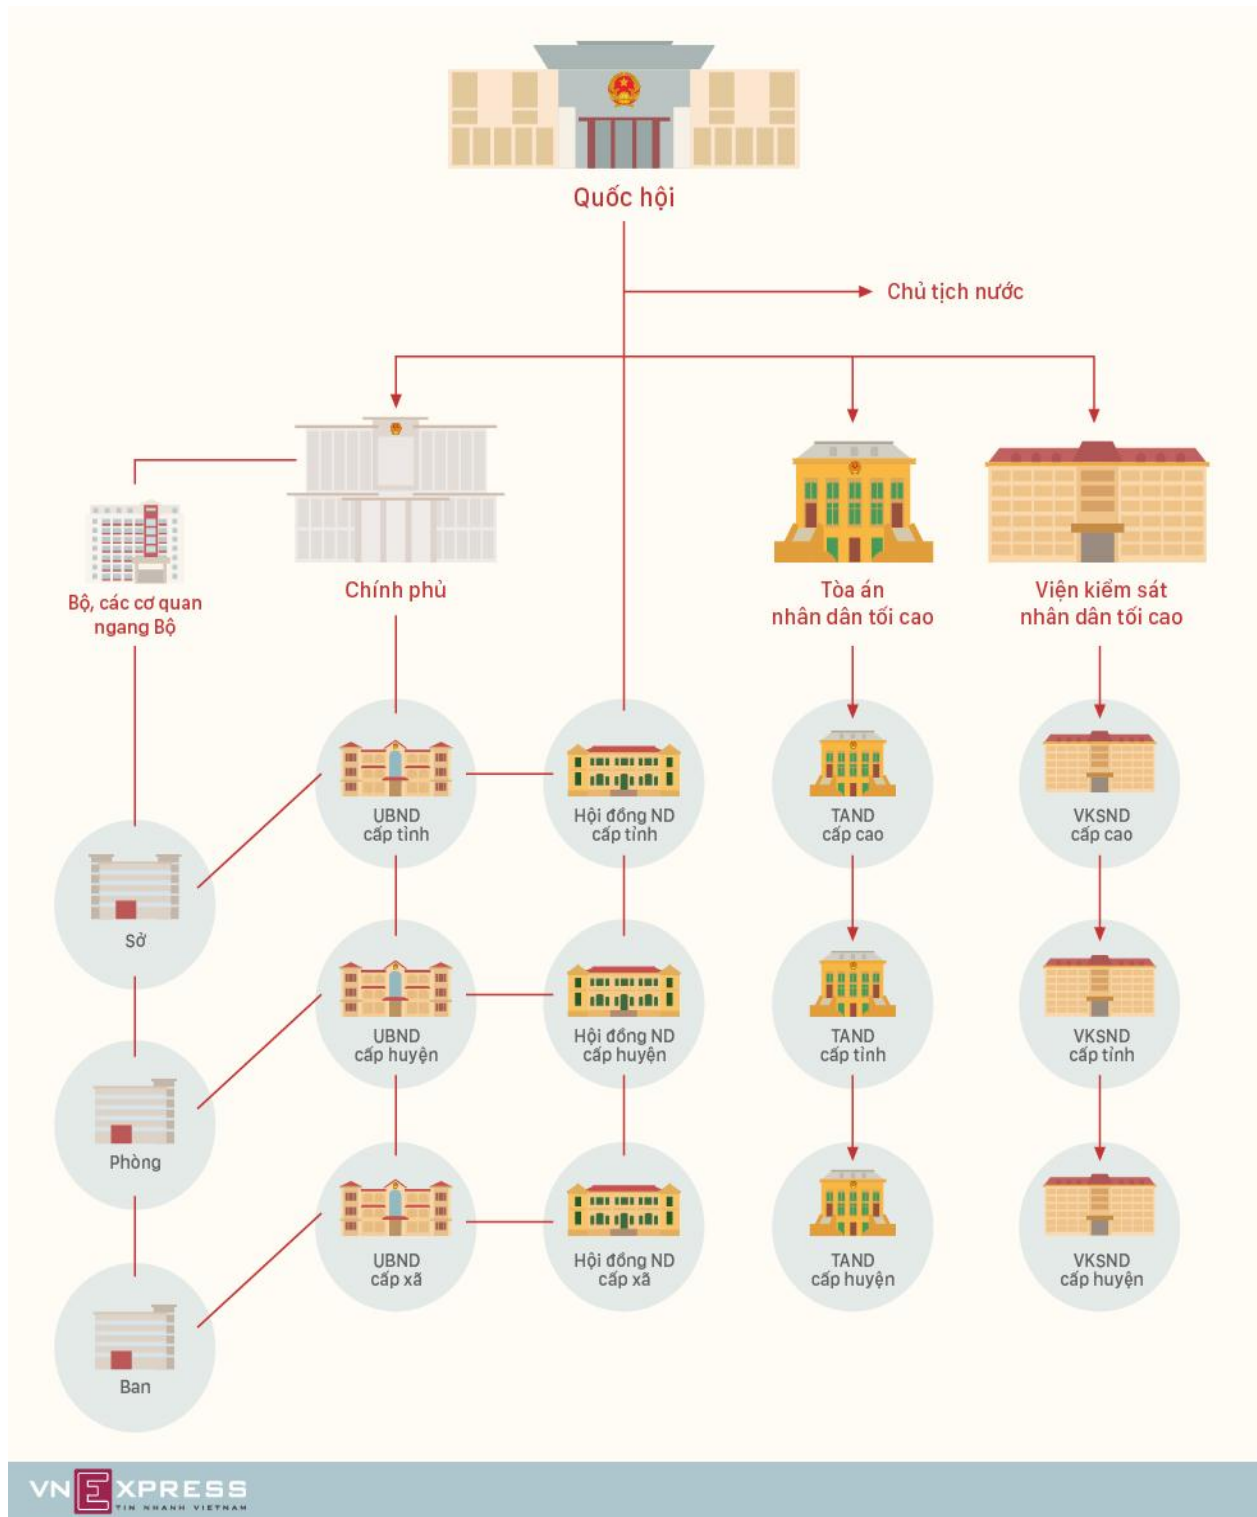 Quốc hội
Chủ tịch nước
Bộ, các cơ quan
ngang Bộ
Chính phủ
Tòa án
nhân dân tối cao
Viện kiểm sát
nhân dân tối cao
UBND
cấp tỉnh
Hội đồng ND
cấp tỉnh
TAND
cấp cao
VKSND
cấp cao
Sở
UBND
cấp huyện
Hội đồng ND
cấp huyện
TAND
cấp tỉnh
VKSND
cấp tỉnh
Phòng
UBND
cấp xã
Hội đồng ND
cấp xã
TAND
cấp huyện
VKSND
cấp huyện
Ban
VNEXPRESS
TIN NHANH VIETNAM